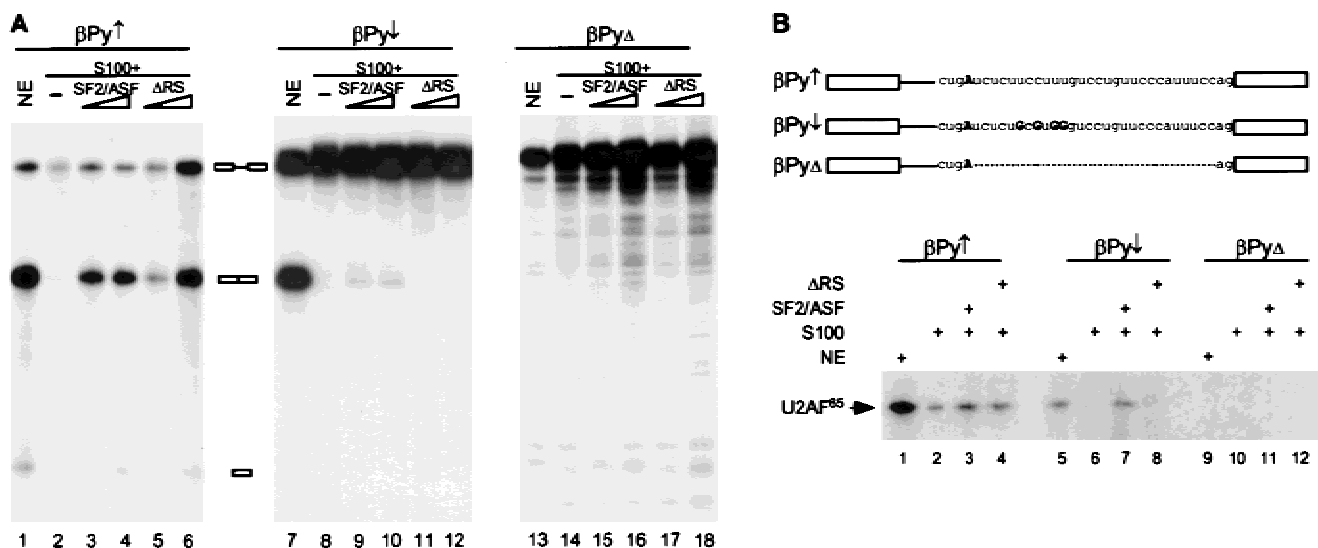 A
βPy↑ βPy↓ βPyΔ
S100+ S100+ S100+
NE – SF2/ASF ΔRS NE – SF2/ASF ΔRS NE – SF2/ASF ΔRS
1 2 3 4 5 6 7 8 9 10 11 12 13 14 15 16 17 18
B
βPy↑ cugAucucuuccuuuguccuguucccauuuccag
βPy↓ cugAucucuGcGuGGguccuguucccauuuccag
βPyΔ cugA------------------------------ag
βPy↑ βPy↓ βPyΔ
ΔRS + + +
SF2/ASF + + +
S100 + + + + + + + + +
NE + + +
U2AF65
1 2 3 4 5 6 7 8 9 10 11 12